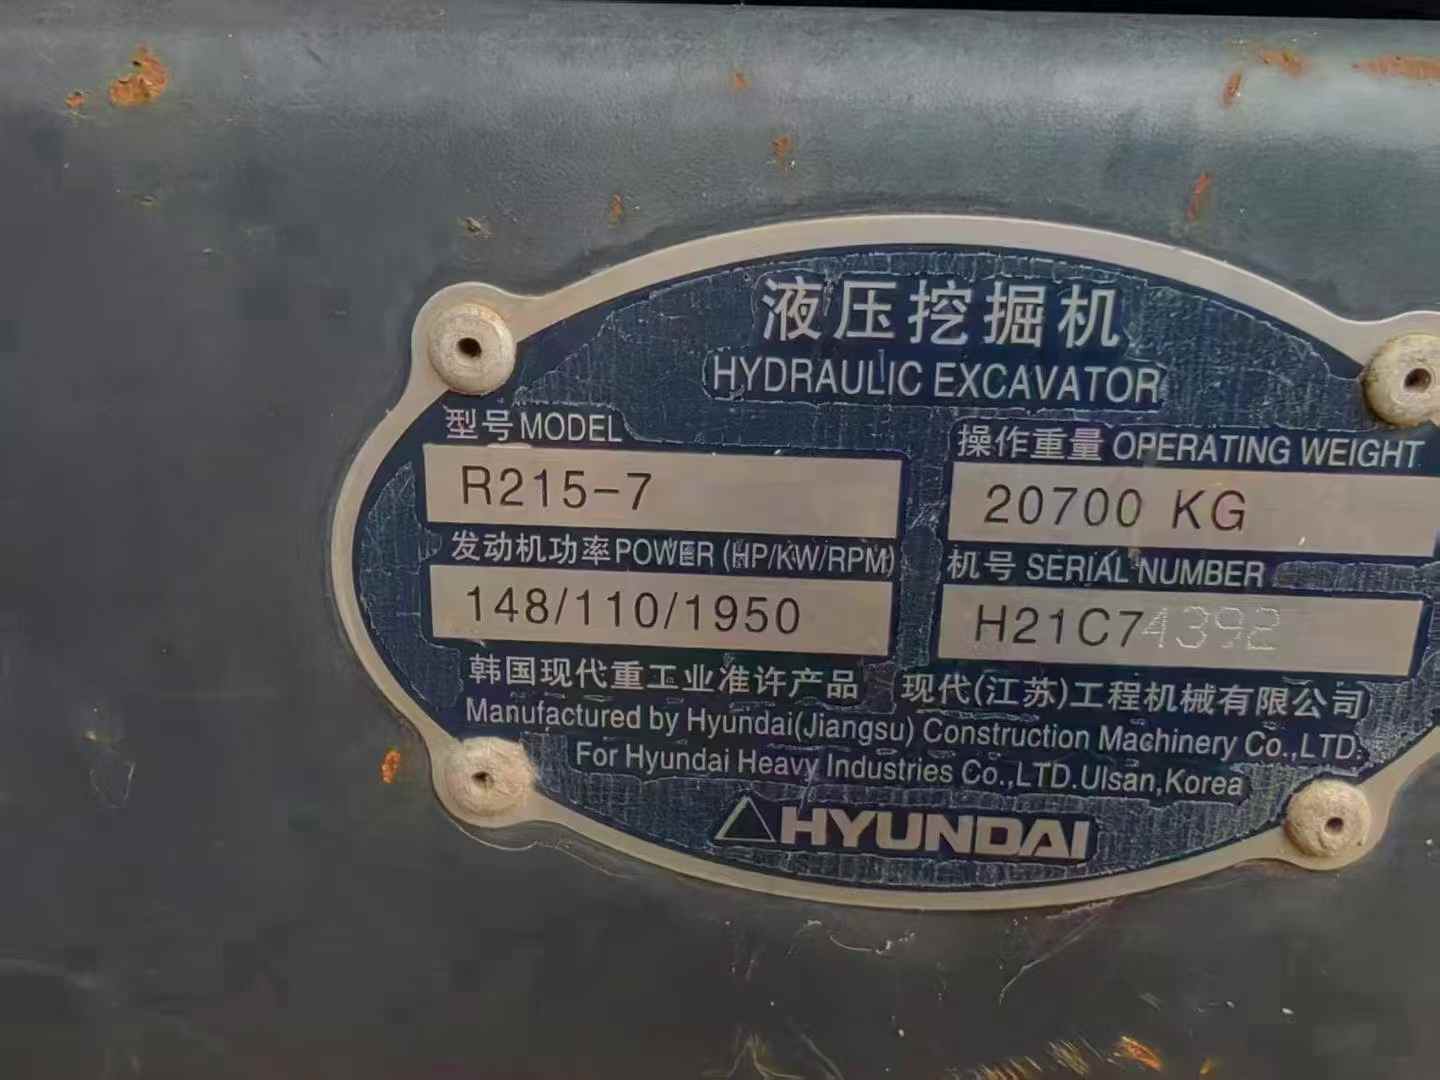 液压挖掘机
HYDRAULIC EXCAVATOR
型号 MODEL
R215-7
操作重量 OPERATING WEIGHT
20700 KG
发动机功率 POWER (HP/KW/RPM)
148/110/1950
机号 SERIAL NUMBER
H21C74392
韩国现代重工业准许产品 现代(江苏)工程机械有限公司
Manufactured by Hyundai(Jiangsu) Construction Machinery Co.,LTD.
For Hyundai Heavy Industries Co.,LTD.Ulsan,Korea
HYUNDAI